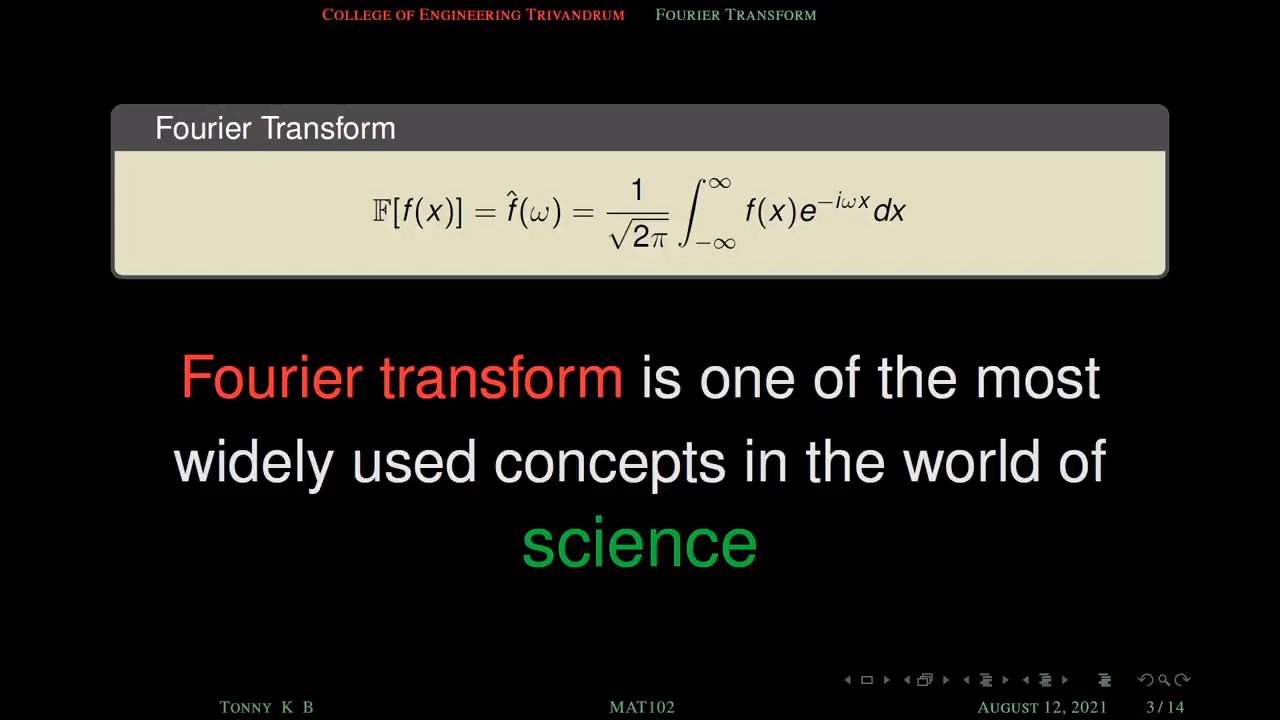 College of Engineering Trivandrum Fourier Transform
Fourier Transform
𝔽[f(x)] = f̂(ω) = 1/√2π ∫_{−∞}^{∞} f(x)e^{−iωx}dx
Fourier transform is one of the most
widely used concepts in the world of
science
Tonny K B MAT102 August 12, 2021 3 / 14